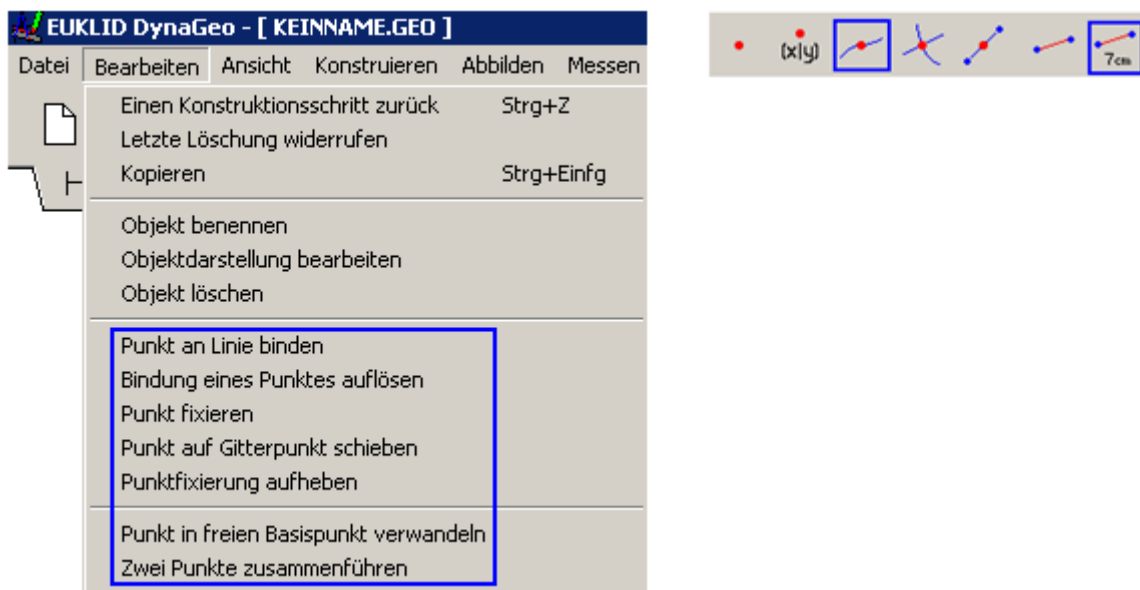 EUKLID DynaGeo - [ KEINNAME.GEO ]
Datei Bearbeiten Ansicht Konstruieren Abbilden Messen
Einen Konstruktionsschritt zurück Strg+Z
Letzte Löschung widerrufen
Kopieren Strg+Einfg
Objekt benennen
Objektdarstellung bearbeiten
Objekt löschen
Punkt an Linie binden
Bindung eines Punktes auflösen
Punkt fixieren
Punkt auf Gitterpunkt schieben
Punktfixierung aufheben
Punkt in freien Basispunkt verwandeln
Zwei Punkte zusammenführen
(x|y)
7cm